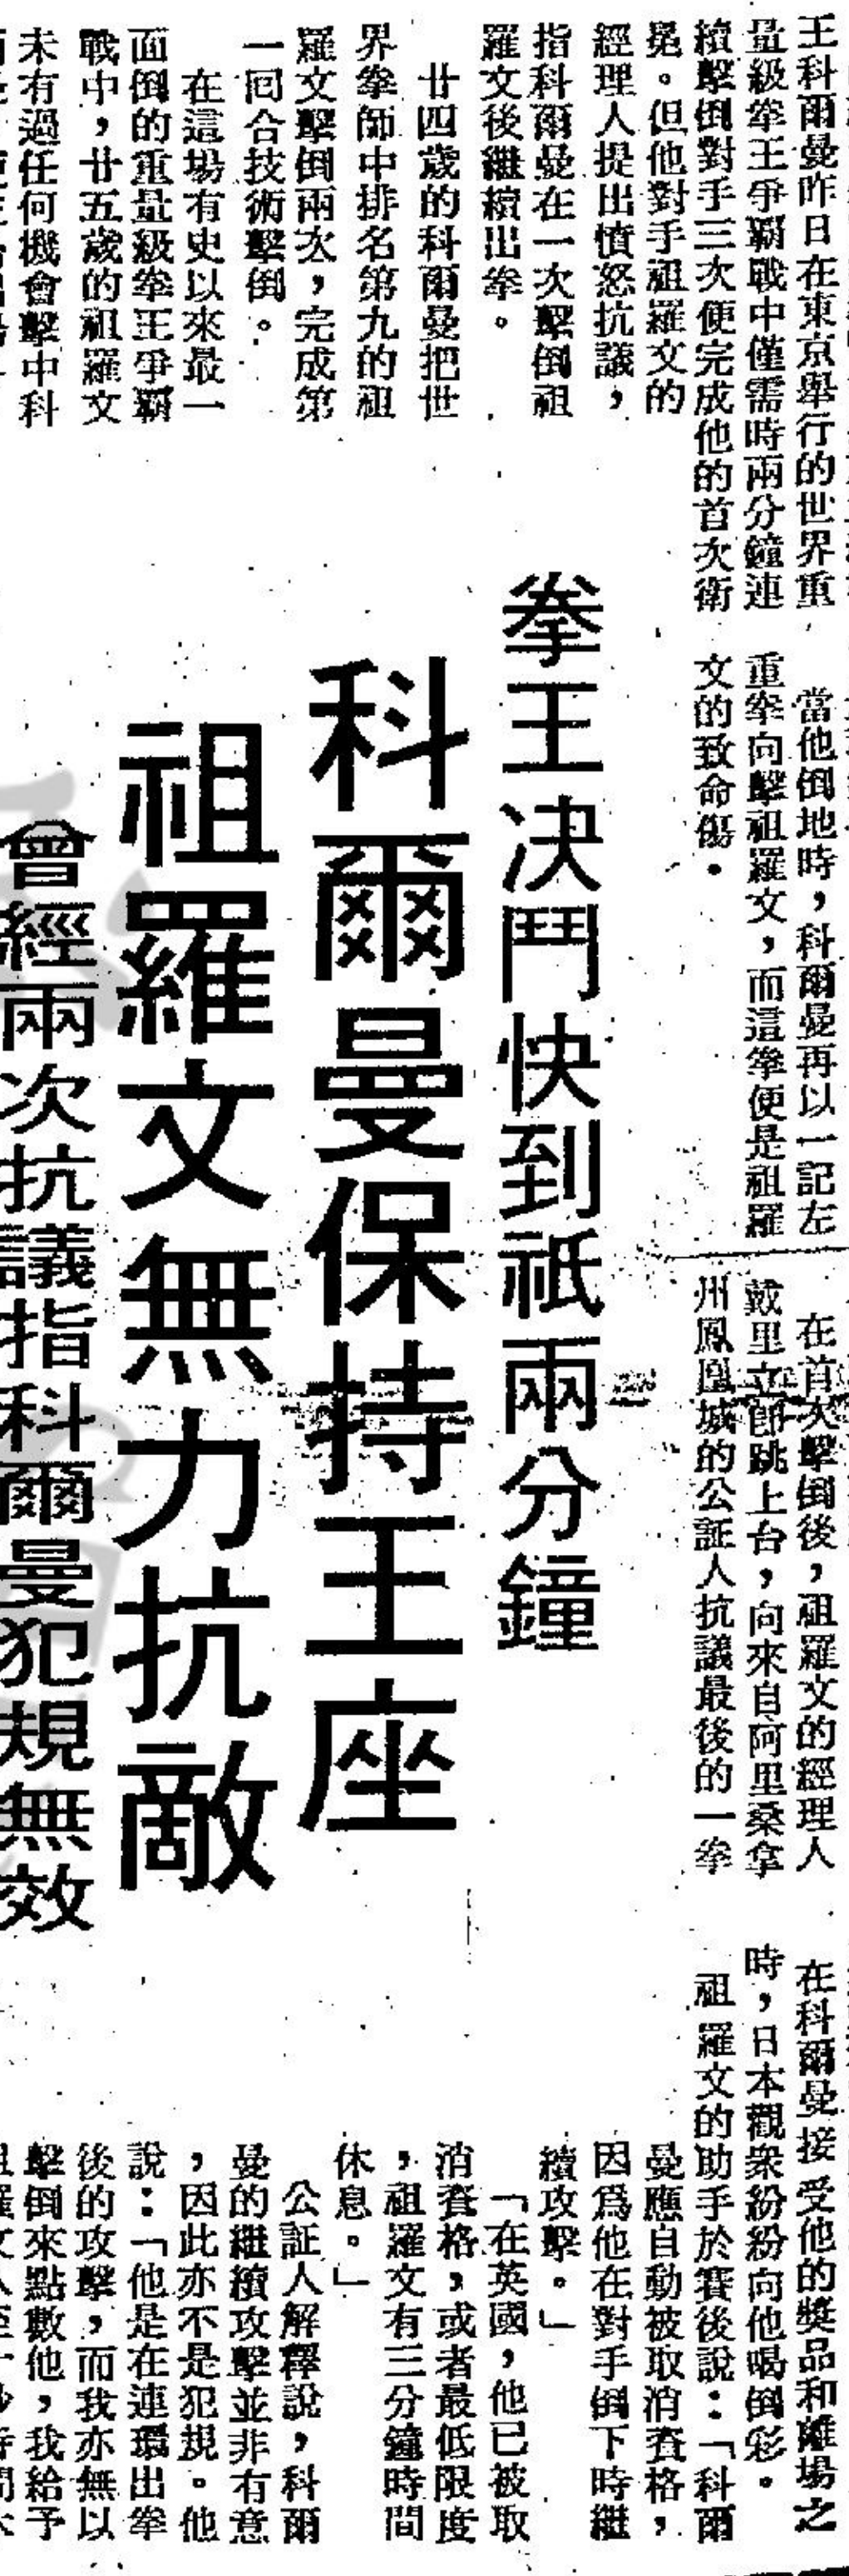 拳王決鬥快到祇兩分鐘
科爾曼保持王座
祖羅文無力抗敵
曾經兩次抗議指科爾曼犯規無效
王科爾曼昨日在東京舉行的世界重
量級拳王爭霸戰中僅需時兩分鐘連
續擊倒對手三次便完成他的首次衛
冕。但他對手祖羅文的
經理人提出憤怒抗議，
指科爾曼在一次擊倒祖
羅文後繼續出拳。
廿四歲的科爾曼把世
界拳師中排名第九的祖
羅文擊倒兩次，完成第
一回合技術擊倒。
在這場有史以來最一
面倒的重量級拳王爭霸
戰中，廿五歲的祖羅文
未有過任何機會擊中科
當他倒地時，科爾曼再以一記左
重拳向擊祖羅文，而這拳便是祖羅
文的致命傷。
在首次擊倒後，祖羅文的經理人
戴里立即跳上台，向來自阿里桑拿
州鳳凰城的公証人抗議最後的一拳
在科爾曼接受他的獎品和離場之
時，日本觀衆紛紛向他喝倒彩。
祖羅文的助手於賽後說：「科爾
曼應自動被取消資格，
因爲他在對手倒下時繼
續攻擊。」
「在英國，他已被取
消資格，或者最低限度
，祖羅文有三分鐘時間
休息。」
公証人解釋說，科爾
曼的繼續攻擊並非有意
，因此亦不是犯規。他
說：「他是在連環出拳
後的攻擊，而我亦無以
擊倒來點數他，我給予